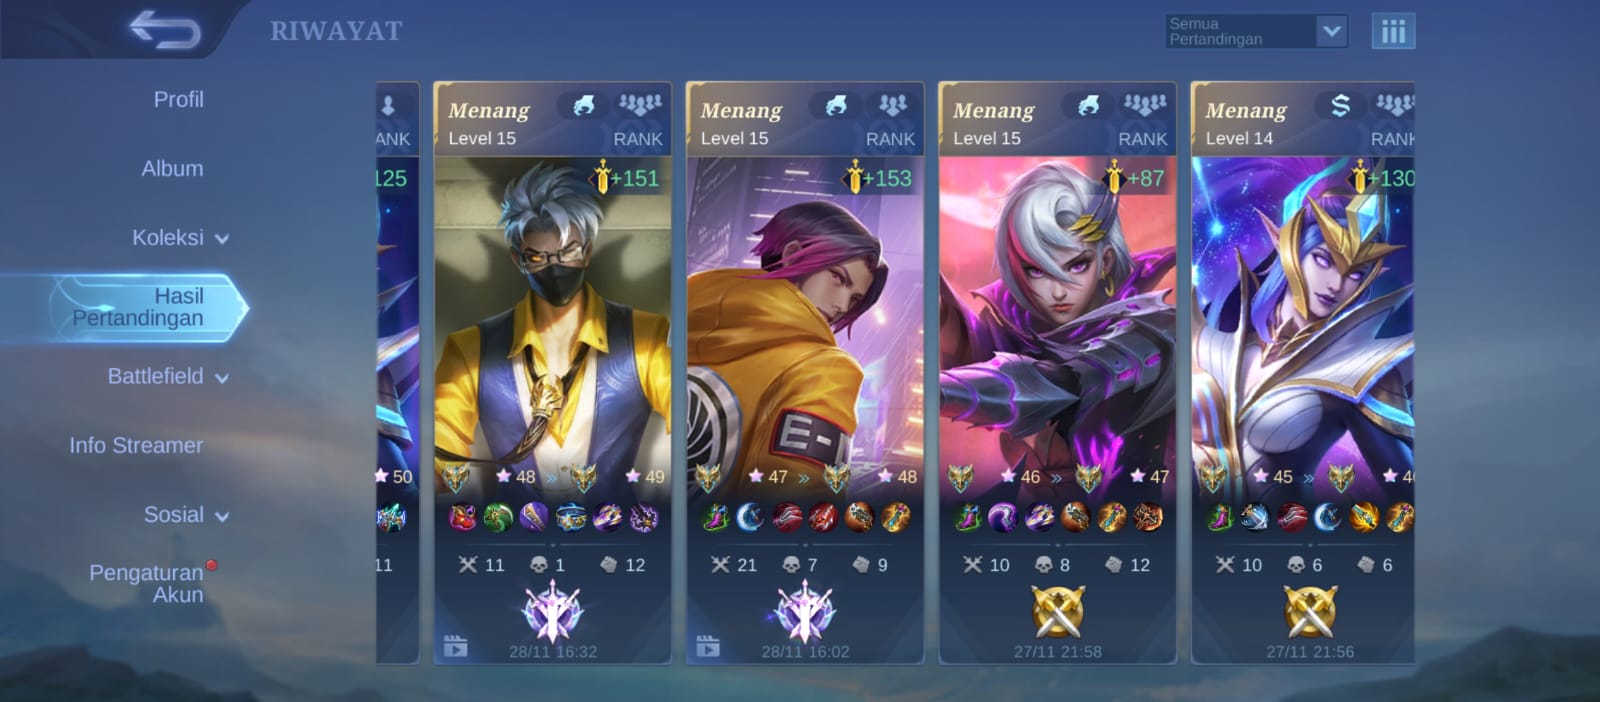 RIWAYAT
Semua
Pertandingan
Profil
Album
Koleksi
Hasil
Pertandingan
Battlefield
Info Streamer
Sosial
Pengaturan
Akun
ANK
125
50
11
Menang
Level 15
RANK
+151
48 » 49
11 1 12
28/11 16:32
Menang
Level 15
RANK
+153
E-
47 » 48
21 7 9
28/11 16:02
Menang
Level 15
RANK
+87
46 » 47
10 8 12
27/11 21:58
Menang
Level 14
RANK
+130
45 »
10 6 6
27/11 21:56